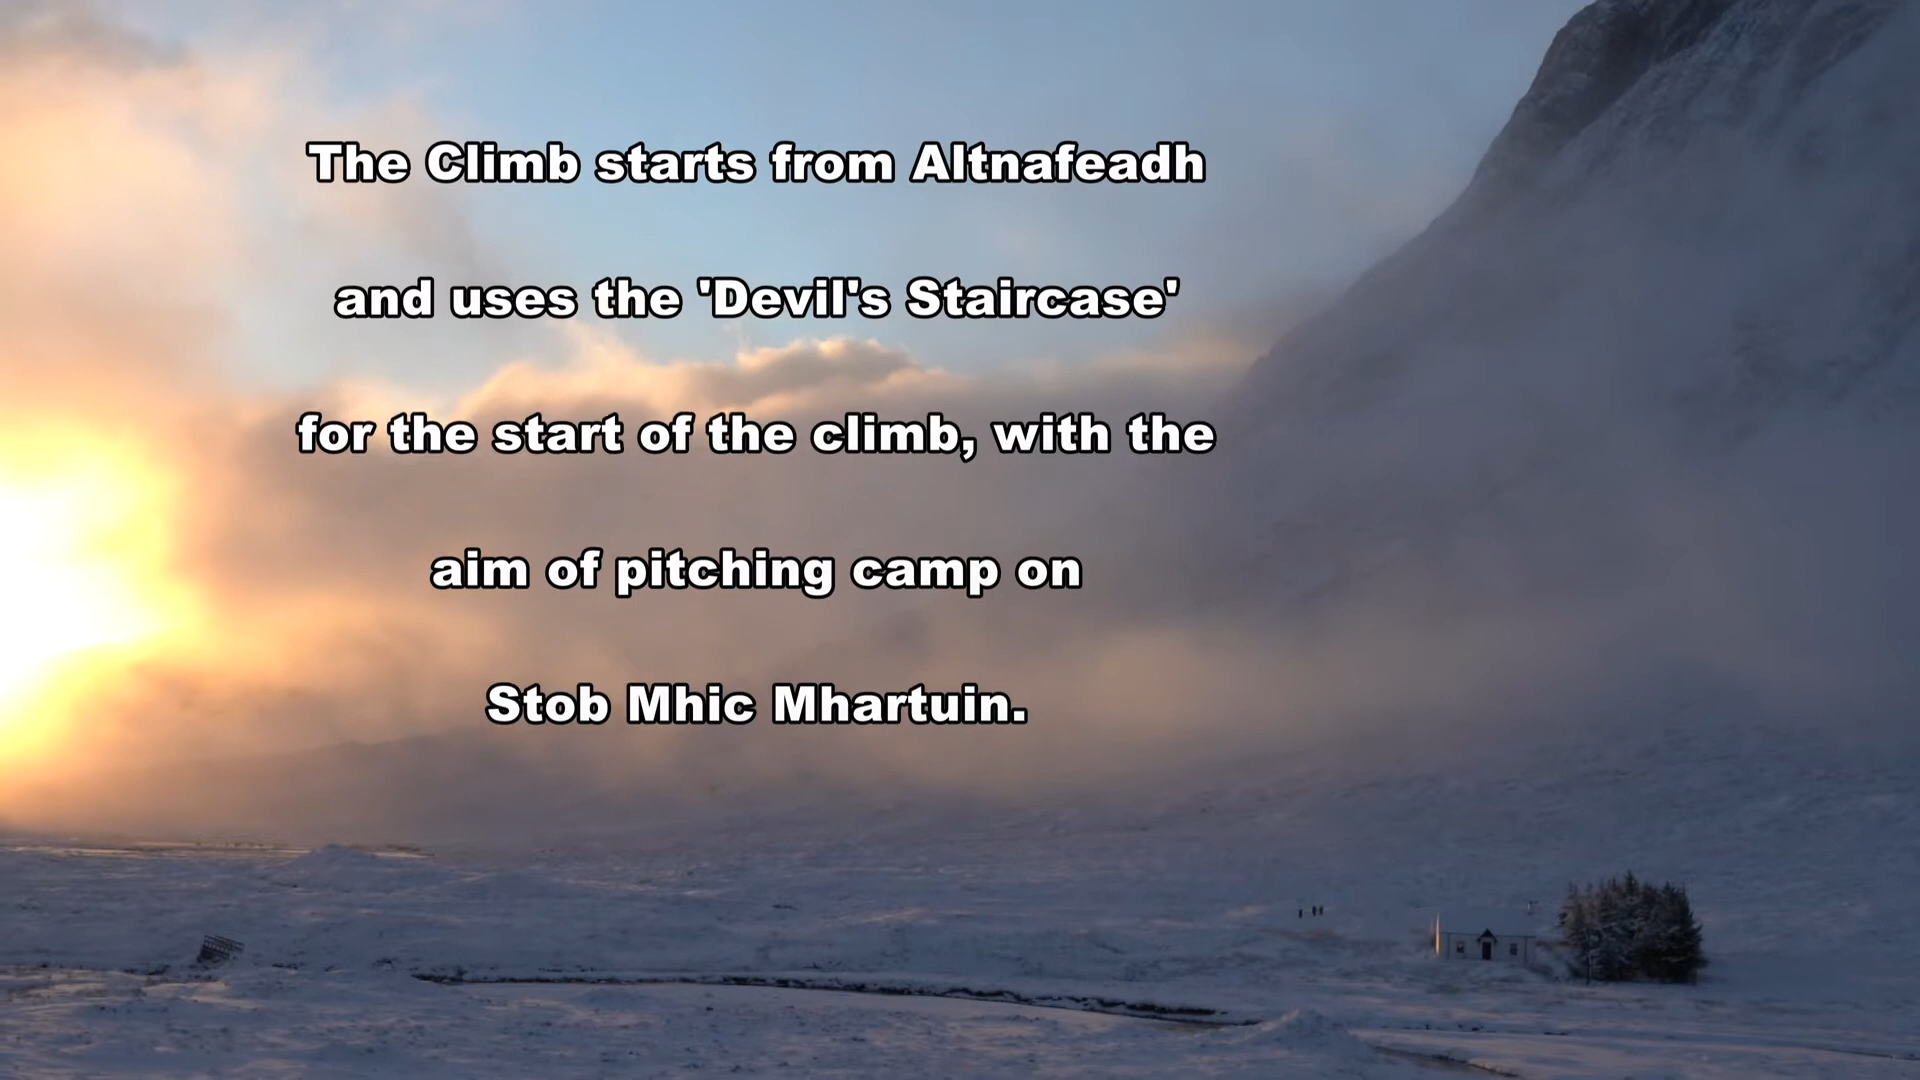 The Climb starts from Altnafeadh
and uses the 'Devil's Staircase'
for the start of the climb, with the
aim of pitching camp on
Stob Mhic Mhartuin.